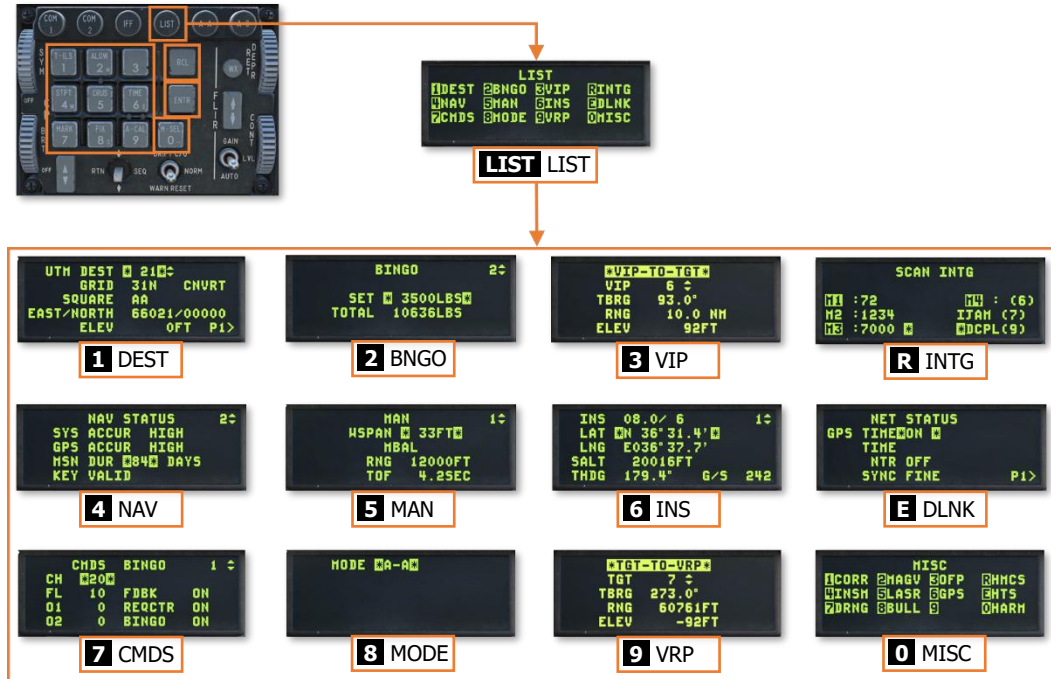 COM 1 COM 2 IFF LIST A-A A-G
T-ILS 1 ALOW 2 N 3 RCL
STPT 4 W CRUS 5 TIME 6 E ENTR
MARK 7 FIX 8 S A-CAL 9 M-SEL 0
SYM
BRT
OFF
WX
DEPR
RET
FLIR
CONT
GAIN
LVL
AUTO
OFF
DRIFT C/O
RTN SEQ NORM
WARN RESET
LIST
1DEST 2BNGO 3VIP RINTG
4NAV 5MAN 6INS EDLNK
7CMDS 8MODE 9VRP 0MISC
LIST LIST
UTM DEST * 21*
GRID 31N CNVRT
SQUARE AA
EAST/NORTH 66021/00000
ELEV 0FT P1>
1 DEST
BINGO 2
SET * 3500LBS*
TOTAL 10636LBS
2 BNGO
*VIP-TO-TGT*
VIP 6
TBRG 93.0°
RNG 10.0 NM
ELEV 92FT
3 VIP
SCAN INTG
M1 :72 M4 : (6)
M2 :1234 IJAM (7)
M3 :7000 * *DCPL(9)
R INTG
NAV STATUS 2
SYS ACCUR HIGH
GPS ACCUR HIGH
MSN DUR *84* DAYS
KEY VALID
4 NAV
MAN 1
WSPAN * 33FT*
MBAL
RNG 12000FT
TOF 4.2SEC
5 MAN
INS 08.0/ 6 1
LAT *N 36°31.4'*
LNG E036°37.7'
SALT 20016FT
THDG 179.4° G/S 242
6 INS
NET STATUS
GPS TIME*ON *
TIME
NTR OFF
SYNC FINE P1>
E DLNK
CMDS BINGO 1
CH *20*
FL 10 FDBK ON
O1 0 REQCTR ON
O2 0 BINGO ON
7 CMDS
MODE *A-A*
8 MODE
*TGT-TO-VRP*
TGT 7
TBRG 273.0°
RNG 60761FT
ELEV -92FT
9 VRP
MISC
1CORR 2MAGV 3OFP RHMCS
4INSM 5LASR 6GPS EHTS
7DRNG 8BULL 9 0HARM
0 MISC